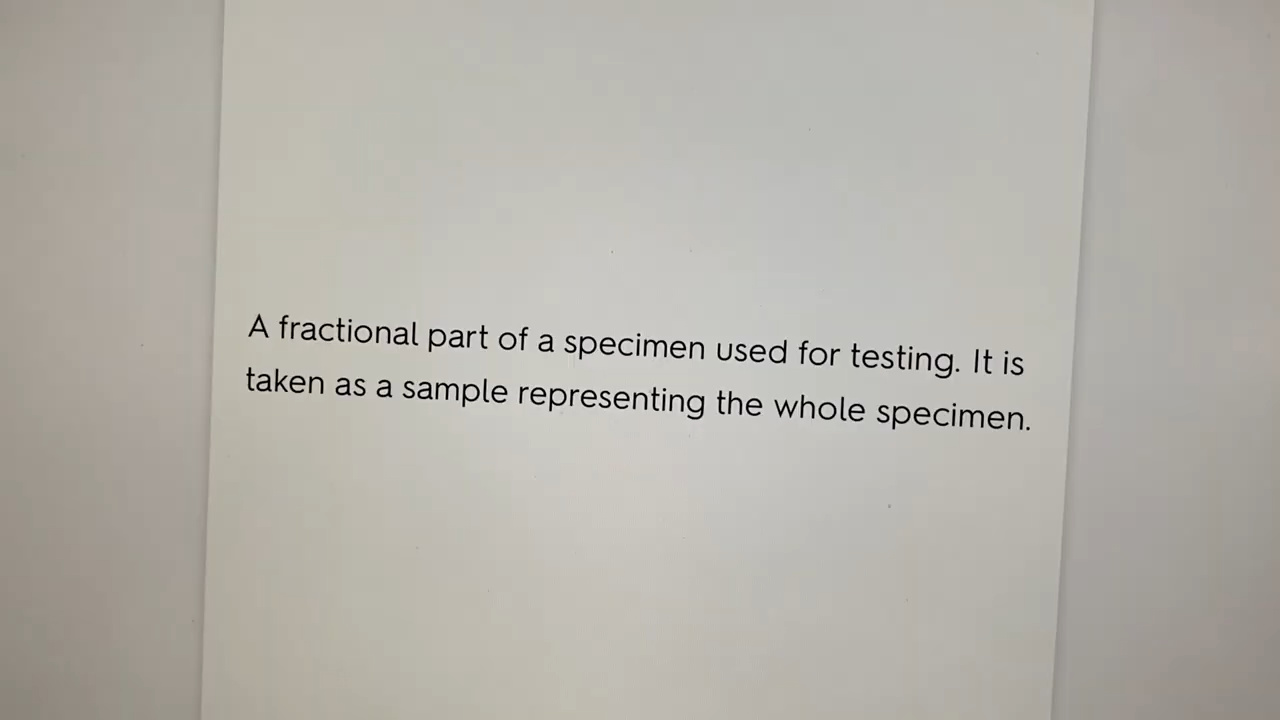 A fractional part of a specimen used for testing. It is
taken as a sample representing the whole specimen.